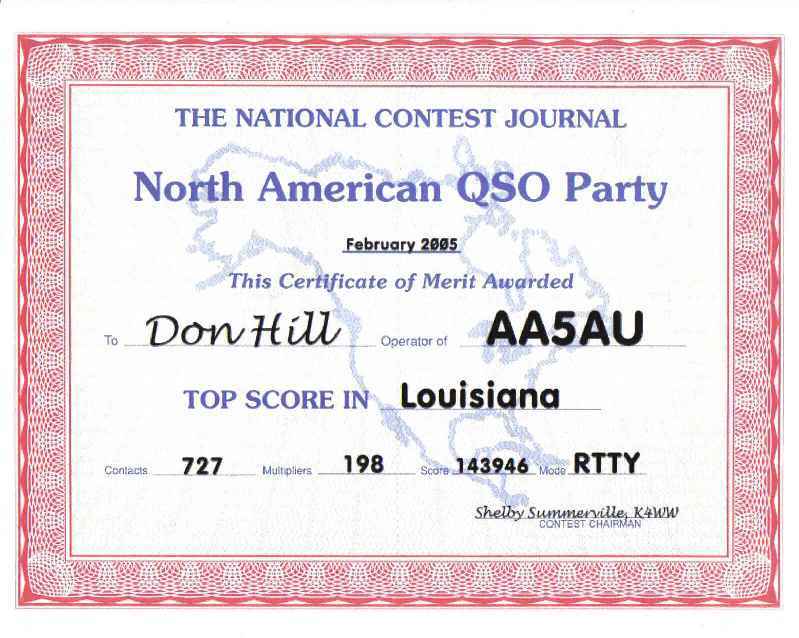 THE NATIONAL CONTEST JOURNAL
North American QSO Party
February 2005
This Certificate of Merit Awarded
To Don Hill Operator of AA5AU
TOP SCORE IN Louisiana
Contacts 727 Multipliers 198 Score 143946 Mode RTTY
Shelby Summerville, K4WW
CONTEST CHAIRMAN